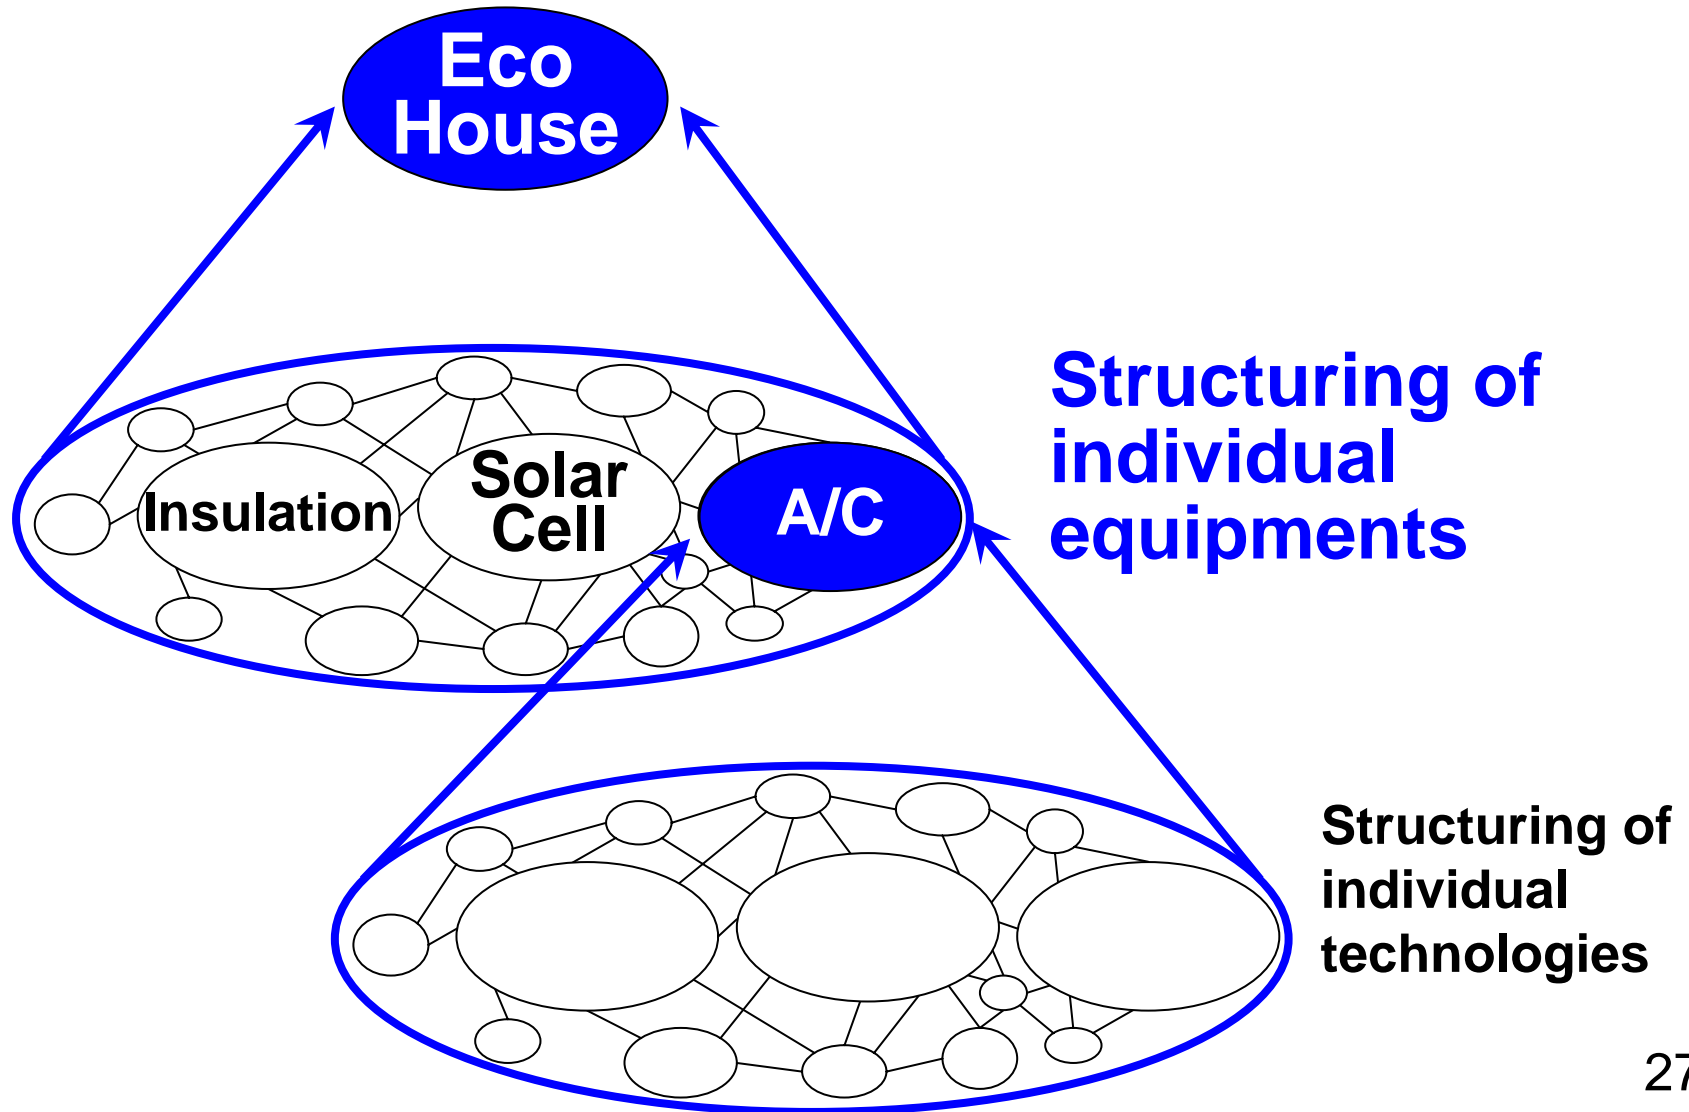 Eco
House
Structuring of
individual
equipments
Insulation
Solar
Cell
A/C
Structuring of
individual
technologies
27